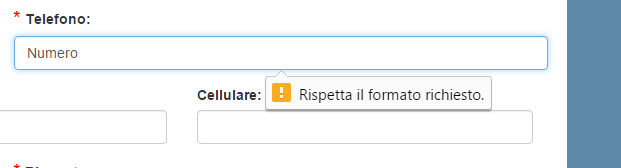 * Telefono:
Numero
Cellulare:
Rispetta il formato richiesto.